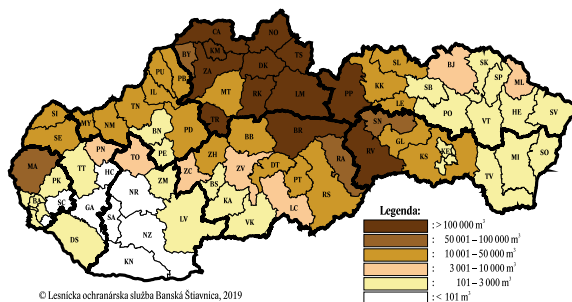 CA NO
BY KM TS
PU PB ZA DK
IL MT RK LM PP
SL BJ SK SP ML
KK SB LE
PO VT HE SV
SI MY NM TN
SE PD TR BB BR
BN PE
SN GL RV KS KE
MA PN TO ZH ZC ZV DT PT RA RS
PK TT HC
BA SC GA NR ZM BS KA LC
SA LV VK
DS NZ KN
TV MI SO
Legenda:
: > 100 000 m³
: 50 001 – 100 000 m³
: 10 001 – 50 000 m³
: 3 001 – 10 000 m³
: 101 – 3 000 m³
: < 101 m³
© Lesnícka ochranárska služba Banská Štiavnica, 2019